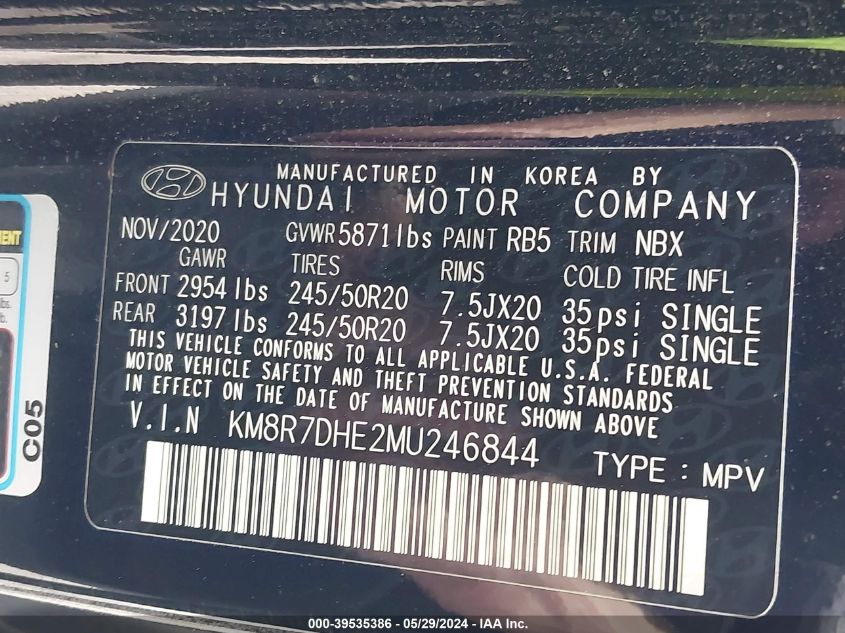 MANUFACTURED IN KOREA BY
HYUNDAI MOTOR COMPANY
NOV/2020 GVWR 5871lbs PAINT RB5 TRIM NBX
GAWR TIRES RIMS COLD TIRE INFL
FRONT 2954lbs 245/50R20 7.5JX20 35psi SINGLE
REAR 3197lbs 245/50R20 7.5JX20 35psi SINGLE
THIS VEHICLE CONFORMS TO ALL APPLICABLE U.S.A. FEDERAL
MOTOR VEHICLE SAFETY AND THEFT PREVENTION STANDARDS
IN EFFECT ON THE DATE OF MANUFACTURE SHOWN ABOVE
V.I.N KM8R7DHE2MU246844 TYPE : MPV
5
lbs.
C05
000-39535386 - 05/29/2024 - IAA Inc.